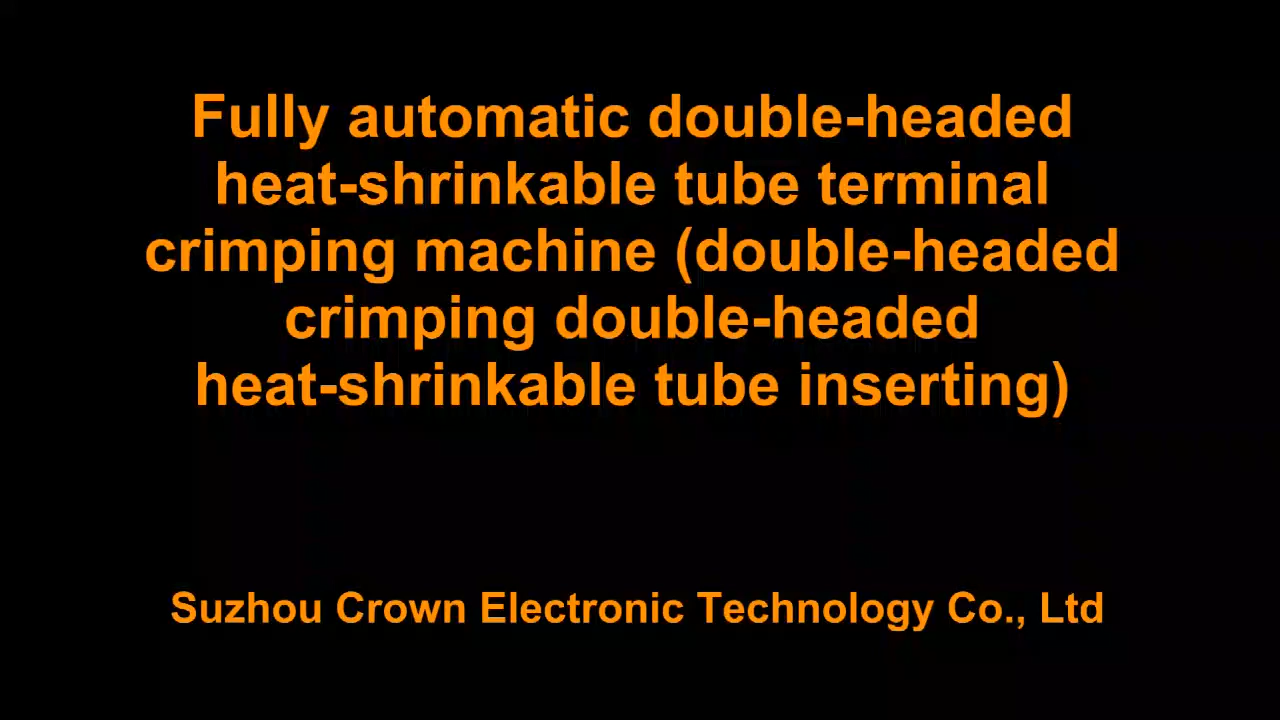 Fully automatic double-headed
heat-shrinkable tube terminal
crimping machine (double-headed
crimping double-headed
heat-shrinkable tube inserting)
Suzhou Crown Electronic Technology Co., Ltd